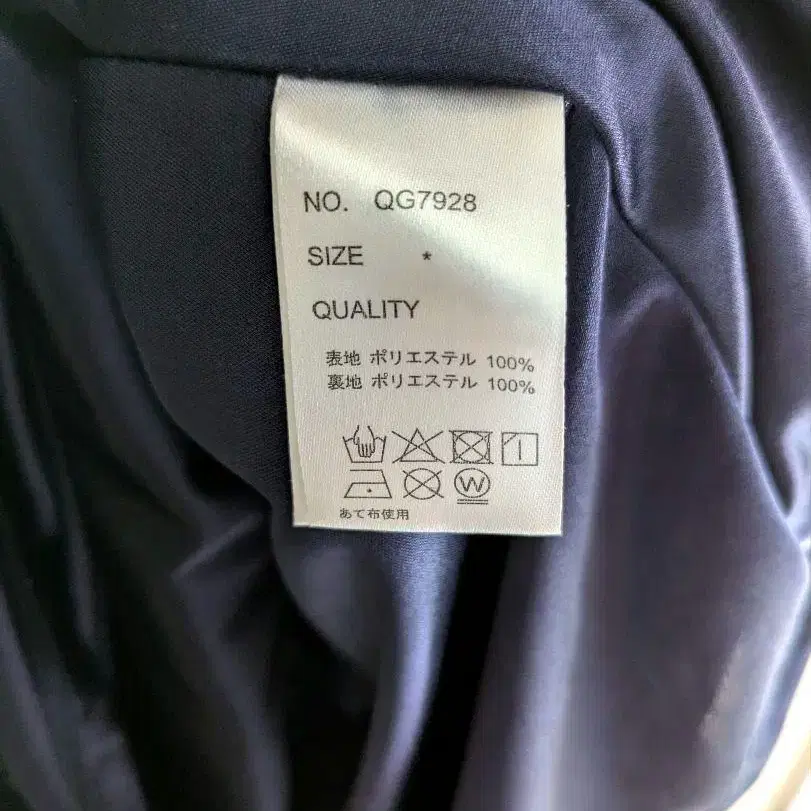 NO. QG7928
SIZE *
QUALITY
表地 ポリエステル 100%
裏地 ポリエステル 100%
W
あて布使用